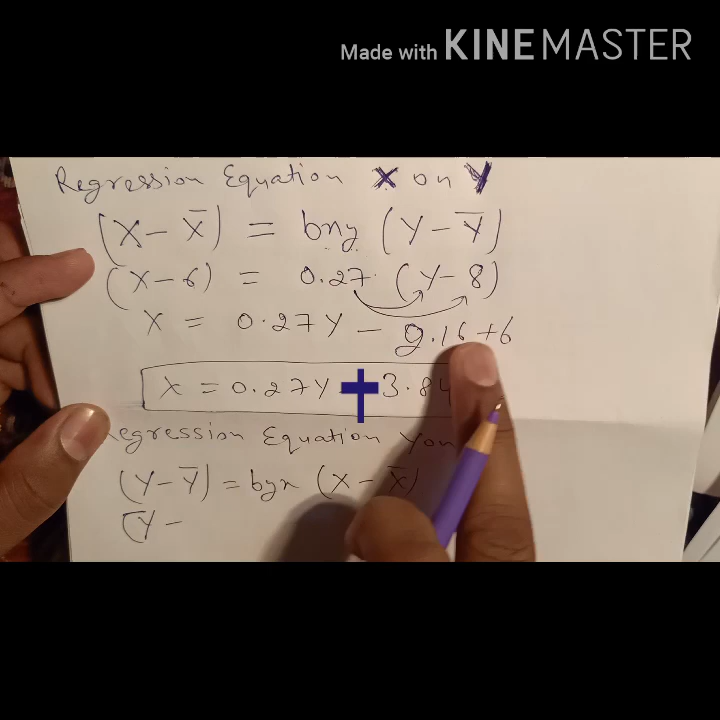 Made with KINEMASTER
Regression Equation X on Y
(X - X̄) = bxy (Y - Ȳ)
(X - 6) = 0.27 (Y - 8)
X = 0.27Y - 2.16 + 6
X = 0.27Y + 3.84
Regression Equation Y on
(Y - Ȳ) = byx (X - X̄)
(Y -